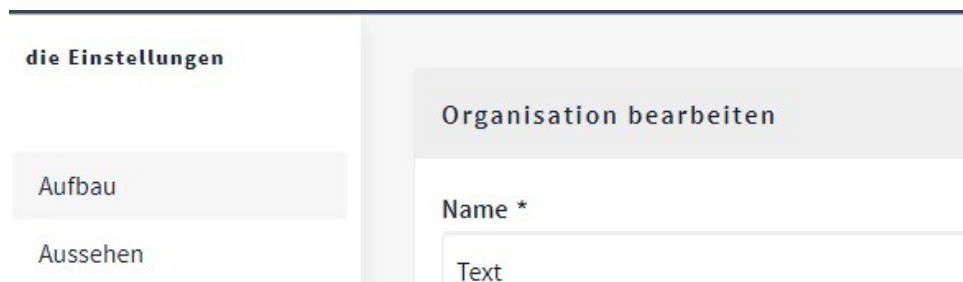 die Einstellungen
Aufbau
Aussehen
Organisation bearbeiten
Name *
Text